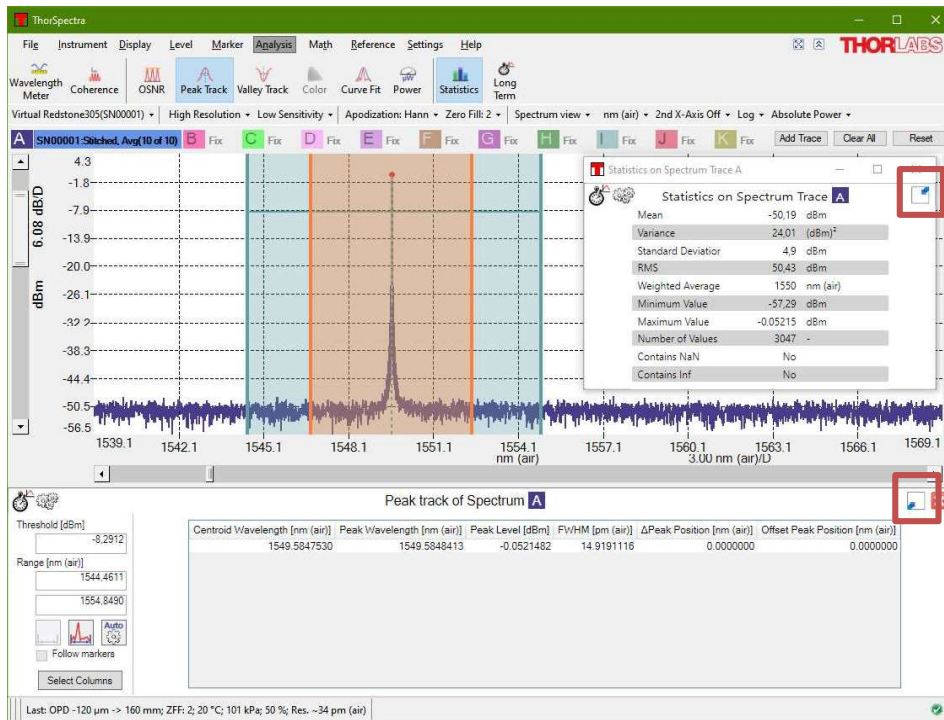 ThorSpectra
File Instrument Display Level Marker Analysis Math Reference Settings Help
THORLABS
Wavelength Meter Coherence OSNR Peak Track Valley Track Color Curve Fit Power Statistics Long Term
Virtual Redstone305(SN00001) High Resolution Low Sensitivity Apodization: Hann Zero Fill: 2 Spectrum view nm (air) 2nd X-Axis Off Log Absolute Power
A SN00001:Stitched, Avg(10 of 10) B Fix C Fix D Fix E Fix F Fix G Fix H Fix I Fix J Fix K Fix Add Trace Clear All Reset
4.3
-1.8
-7.9
-13.9
-20.0
-26.1
-32.2
-38.3
-44.4
-50.5
-56.5
6.08 dB/D
dBm
1539.1 1542.1 1545.1 1548.1 1551.1 1554.1 1557.1 1560.1 1563.1 1566.1 1569.1
nm (air) 3.00 nm (air)/D
Statistics on Spectrum Trace A
Statistics on Spectrum Trace A
Mean -50,19 dBm
Variance 24,01 (dBm)²
Standard Deviatior 4,9 dBm
RMS 50,43 dBm
Weighted Average 1550 nm (air)
Minimum Value -57,29 dBm
Maximum Value -0.05215 dBm
Number of Values 3047 -
Contains NaN No
Contains Inf No
Peak track of Spectrum A
Threshold [dBm]
-8,2912
Range [nm (air)]
1544,4611
1554,8490
Auto
Follow markers
Select Columns
Centroid Wavelength [nm (air)] Peak Wavelength [nm (air)] Peak Level [dBm] FWHM [pm (air)] ΔPeak Position [nm (air)] Offset Peak Position [nm (air)]
1549.5847530 1549.5848413 -0.0521482 14.9191116 0.0000000 0.0000000
Last: OPD -120 µm -> 160 mm; ZFF: 2; 20 °C; 101 kPa; 50 %; Res. ~34 pm (air)